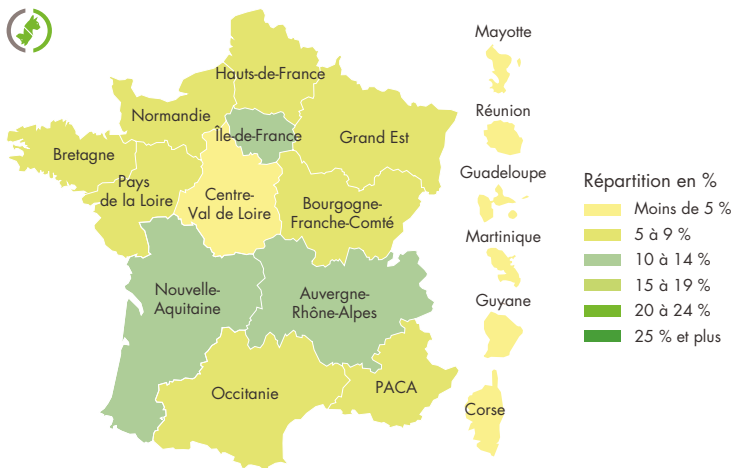 Mayotte
Hauts-de-France
Réunion
Normandie
Île-de-France
Grand Est
Bretagne
Guadeloupe
Pays
de la Loire
Centre-
Val de Loire
Bourgogne-
Franche-Comté
Martinique
Nouvelle-
Aquitaine
Auvergne-
Rhône-Alpes
Guyane
Occitanie
PACA
Corse
Répartition en %
Moins de 5 %
5 à 9 %
10 à 14 %
15 à 19 %
20 à 24 %
25 % et plus